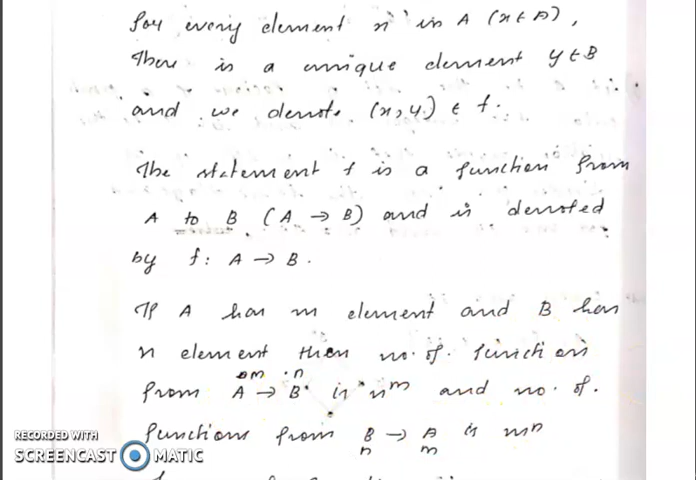 for every element x in A (x ∈ A),
there is a unique element y ∈ B
and we denote (x, y) ∈ f.
The statement f is a function from
A to B (A → B) and is denoted
by f: A → B.
If A has m element and B has
n element then no. of. function
m n
from A → B is n^m and no. of.
functions from B → A is m^n
n m
RECORDED WITH
SCREENCAST MATIC